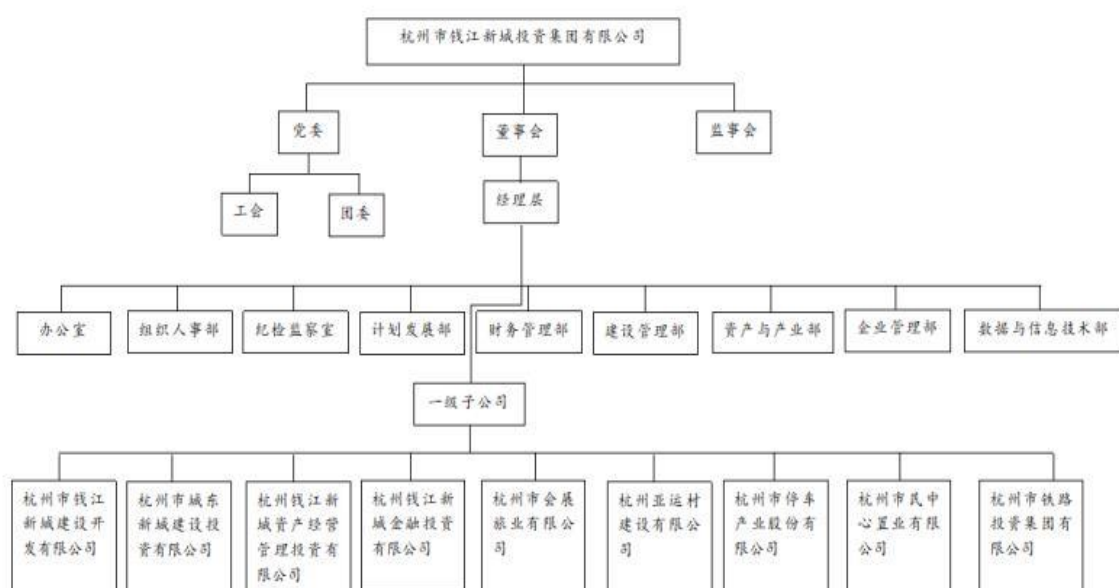 杭州市钱江新城投资集团有限公司
党委
董事会
监事会
工会
团委
经理层
办公室
组织人事部
纪检监察室
计划发展部
财务管理部
建设管理部
资产与产业部
企业管理部
数据与信息技术部
一级子公司
杭州市钱江
新城建设开
发有限公司
杭州市城东
新城建设投
资有限公司
杭州钱江新
城资产经营
管理投资有
限公司
杭州钱江新
城金融投资
有限公司
杭州市会展
旅业有限公
司
杭州亚运村
建设有限公
司
杭州市停车
产业股份有
限公司
杭州市民中
心置业有限
公司
杭州市铁路
投资集团有
限公司